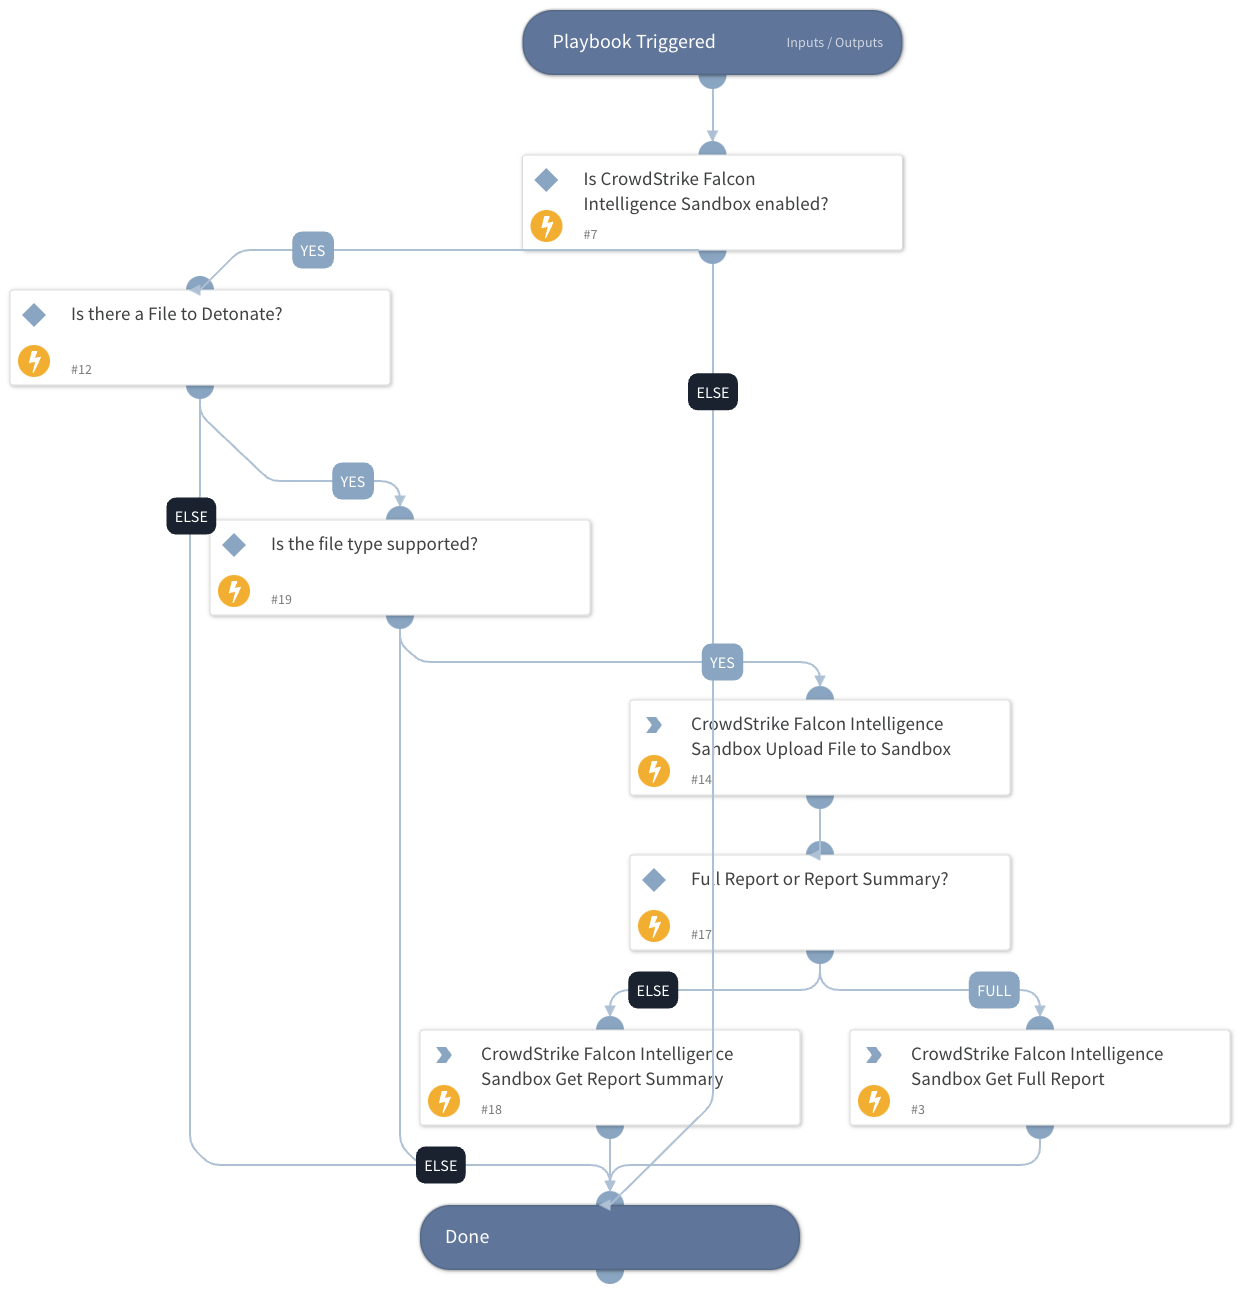 Playbook Triggered
Inputs / Outputs
Is CrowdStrike Falcon
Intelligence Sandbox enabled?
#7
YES
Is there a File to Detonate?
#12
ELSE
YES
ELSE
Is the file type supported?
#19
YES
CrowdStrike Falcon Intelligence
Sandbox Upload File to Sandbox
#14
Full Report or Report Summary?
#17
ELSE
FULL
CrowdStrike Falcon Intelligence
Sandbox Get Report Summary
#18
CrowdStrike Falcon Intelligence
Sandbox Get Full Report
#3
ELSE
Done